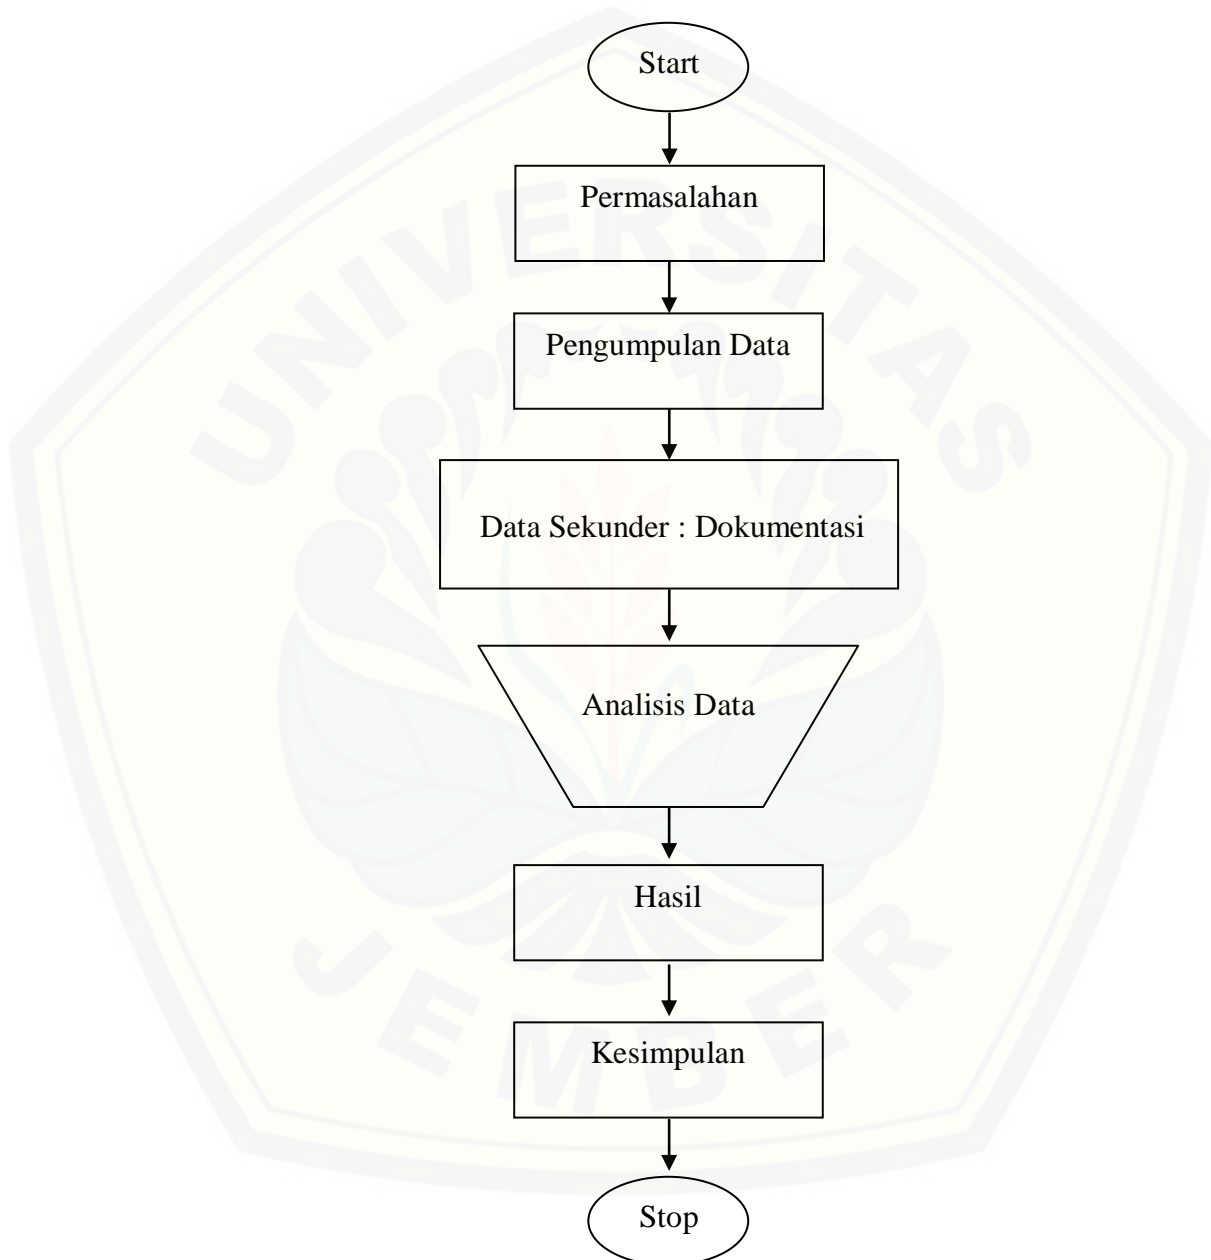 Start
Permasalahan
Pengumpulan Data
Data Sekunder : Dokumentasi
Analisis Data
Hasil
Kesimpulan
Stop
UNIVERSITAS
JEMBER